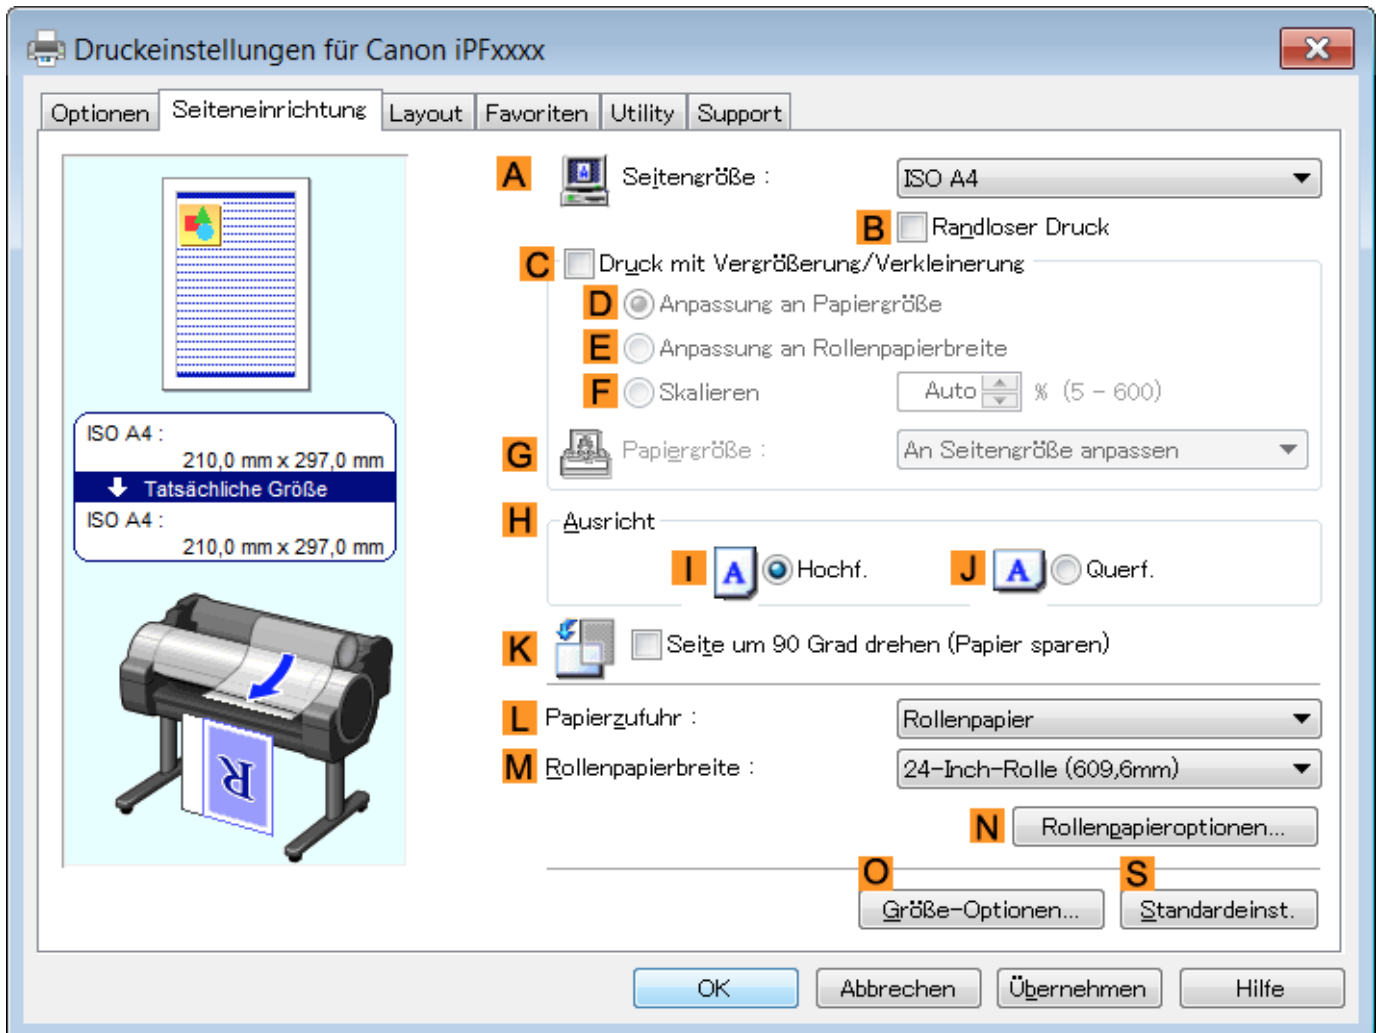 Druckeinstellungen für Canon iPFxxxx
Optionen Seiteneinrichtung Layout Favoriten Utility Support
A Seitengröße : ISO A4
B Randloser Druck
C Druck mit Vergrößerung/Verkleinerung
D Anpassung an Papiergröße
E Anpassung an Rollenpapierbreite
F Skalieren Auto % (5 - 600)
G Papiergröße : An Seitengröße anpassen
ISO A4 :
210,0 mm x 297,0 mm
Tatsächliche Größe
ISO A4 :
210,0 mm x 297,0 mm
H Ausricht
I A Hochf. J A Querf.
K Seite um 90 Grad drehen (Papier sparen)
R
L Papierzufuhr : Rollenpapier
M Rollenpapierbreite : 24-Inch-Rolle (609,6mm)
N Rollenpapieroptionen...
O S
Größe-Optionen... Standardeinst.
OK Abbrechen Übernehmen Hilfe